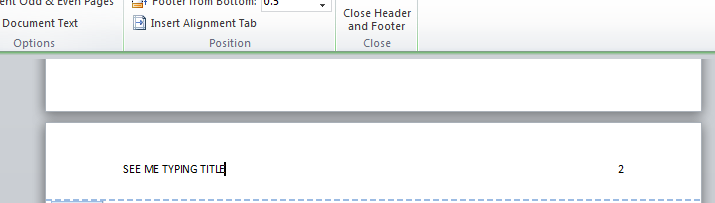 ent Odd & Even Pages
Footer from Bottom: 0.5"
Close Header and Footer
Document Text
Insert Alignment Tab
Options
Position
Close
SEE ME TYPING TITLE 2